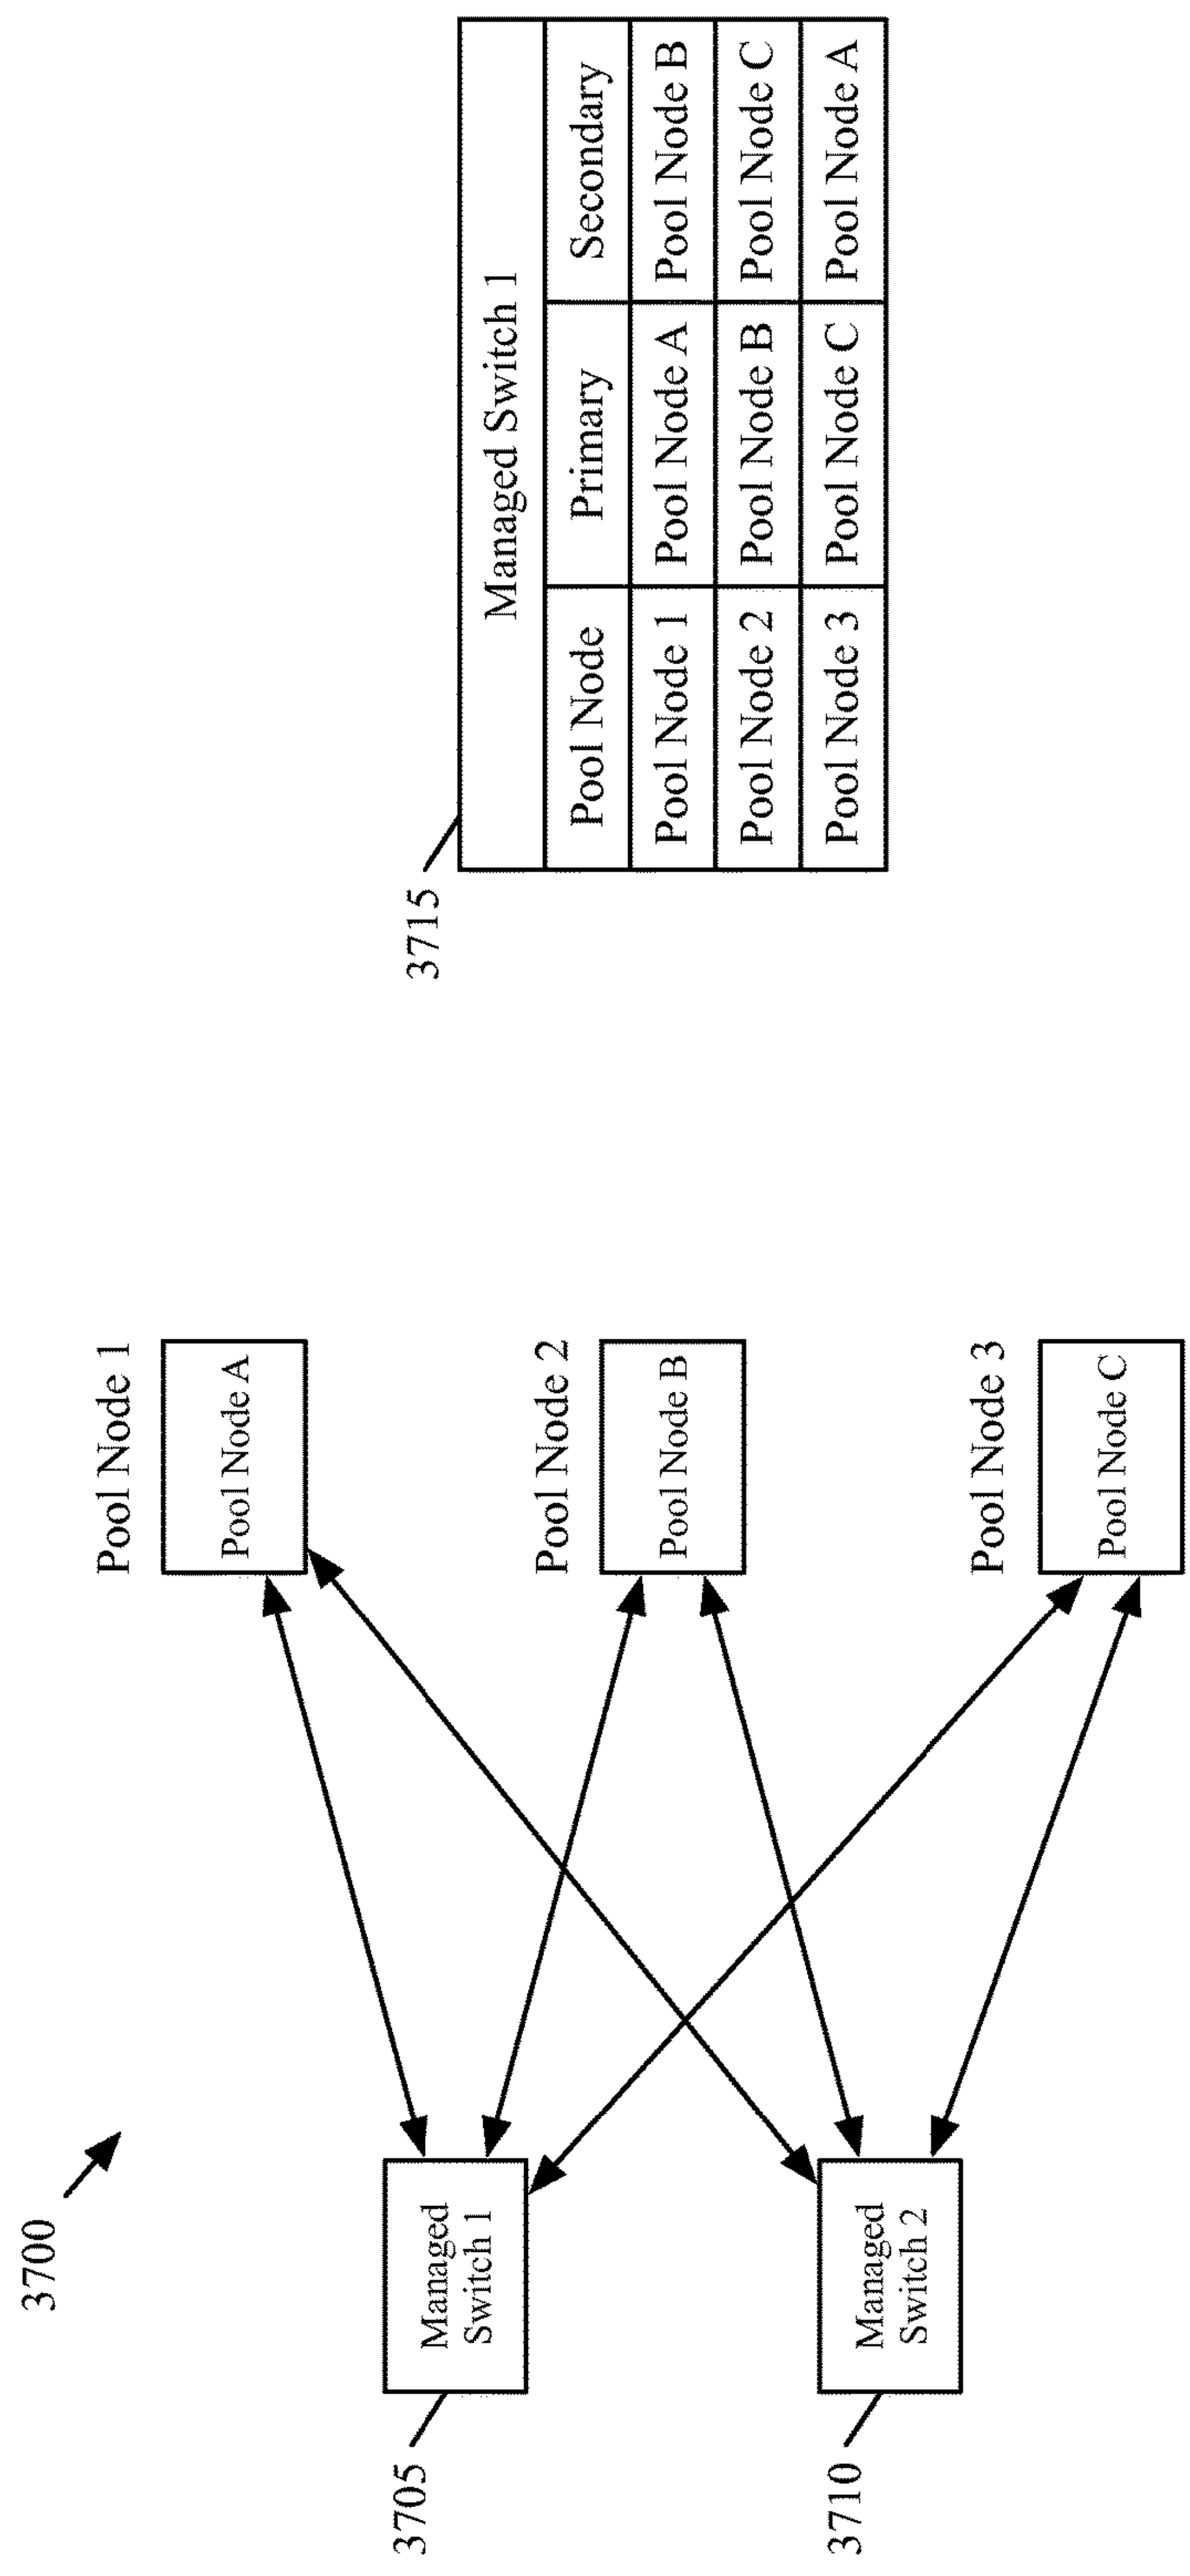 3700
3705
Managed
Switch 1
3710
Managed
Switch 2
Pool Node 1
Pool Node A
Pool Node 2
Pool Node B
Pool Node 3
Pool Node C
3715
Managed Switch 1
Pool Node Primary Secondary
Pool Node 1 Pool Node A Pool Node B
Pool Node 2 Pool Node B Pool Node C
Pool Node 3 Pool Node C Pool Node A